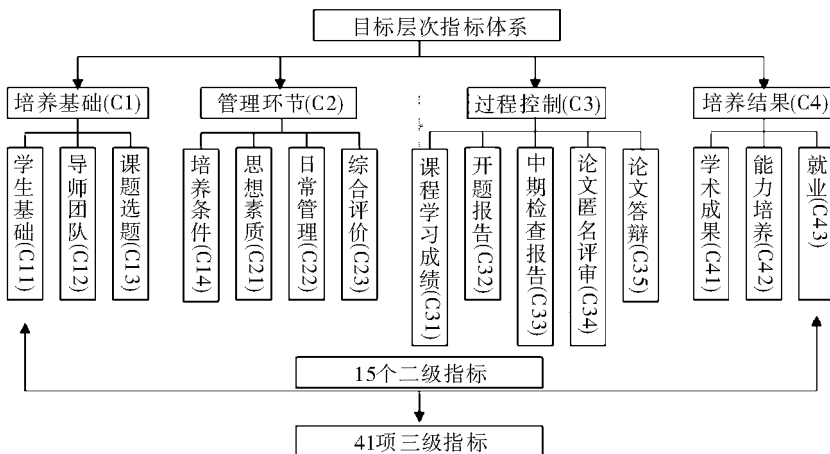 目标层次指标体系
培养基础(C1)
管理环节(C2)
过程控制(C3)
培养结果(C4)
学生基础(C11)
导师团队(C12)
课题选题(C13)
培养条件(C14)
思想素质(C21)
日常管理(C22)
综合评价(C23)
课程学习成绩(C31)
开题报告(C32)
中期检查报告(C33)
论文匿名评审(C34)
论文答辩(C35)
学术成果(C41)
能力培养(C42)
就业(C43)
15个二级指标
41项三级指标